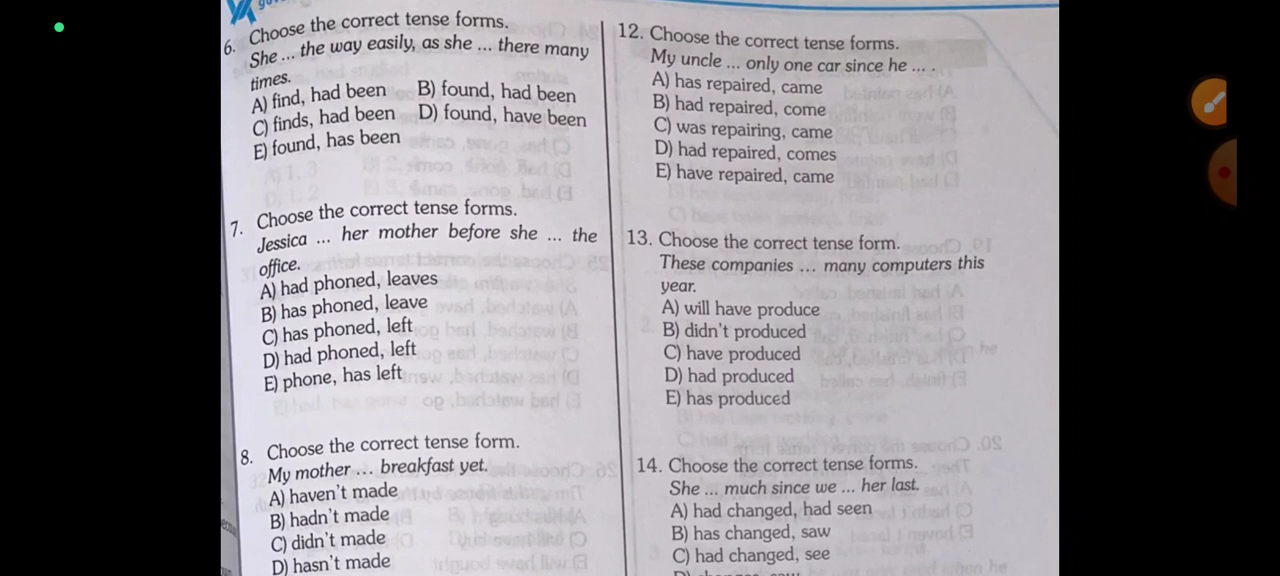 6. Choose the correct tense forms.
She ... the way easily, as she ... there many
times.
A) find, had been B) found, had been
C) finds, had been D) found, have been
E) found, has been
7. Choose the correct tense forms.
Jessica ... her mother before she ... the
office.
A) had phoned, leaves
B) has phoned, leave
C) has phoned, left
D) had phoned, left
E) phone, has left
8. Choose the correct tense form.
My mother ... breakfast yet.
A) haven't made
B) hadn't made
C) didn't made
D) hasn't made
12. Choose the correct tense forms.
My uncle ... only one car since he ... .
A) has repaired, came
B) had repaired, come
C) was repairing, came
D) had repaired, comes
E) have repaired, came
13. Choose the correct tense form.
These companies ... many computers this
year.
A) will have produce
B) didn't produced
C) have produced
D) had produced
E) has produced
14. Choose the correct tense forms.
She ... much since we ... her last.
A) had changed, had seen
B) has changed, saw
C) had changed, see